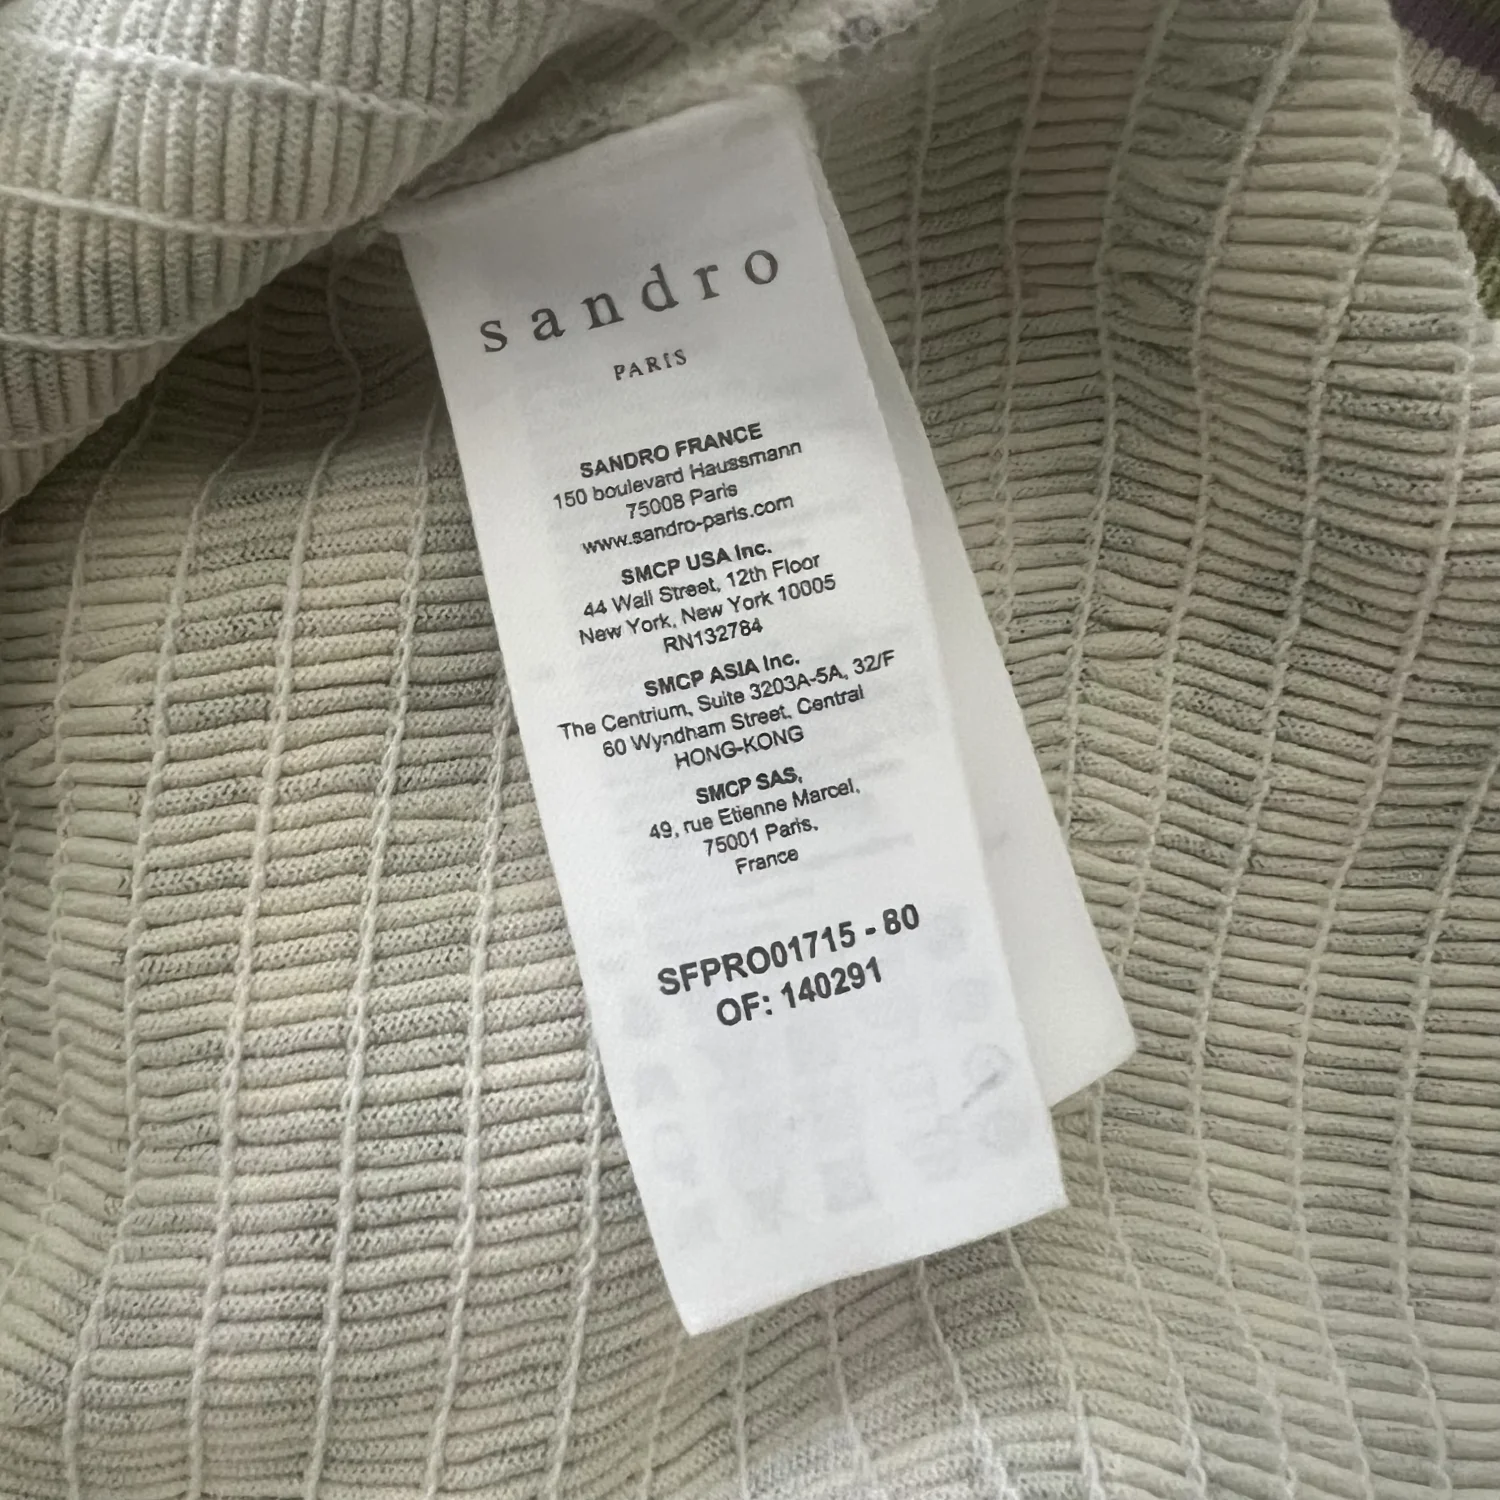 sandro
PARIS
SANDRO FRANCE
150 boulevard Haussmann
75008 Paris
www.sandro-paris.com
SMCP USA Inc.
44 Wall Street, 12th Floor
New York, New York 10005
RN132784
SMCP ASIA Inc.
The Centrium, Suite 3203A-5A, 32/F
60 Wyndham Street, Central
HONG-KONG
SMCP SAS,
49, rue Etienne Marcel,
75001 Paris,
France
SFPRO01715 - 80
OF: 140291